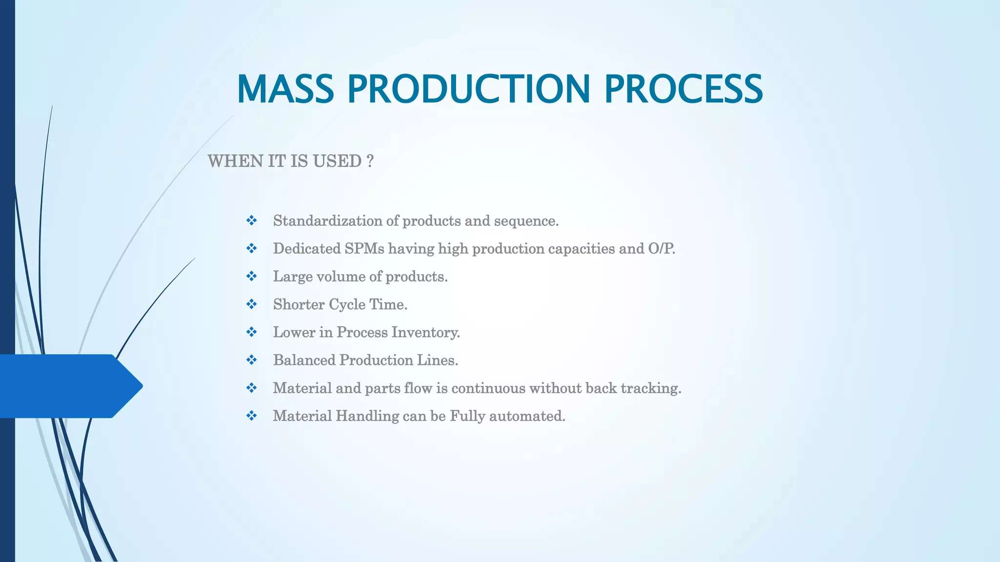 MASS PRODUCTION PROCESS
WHEN IT IS USED ?
Standardization of products and sequence.
Dedicated SPMs having high production capacities and O/P.
Large volume of products.
Shorter Cycle Time.
Lower in Process Inventory.
Balanced Production Lines.
Material and parts flow is continuous without back tracking.
Material Handling can be Fully automated.